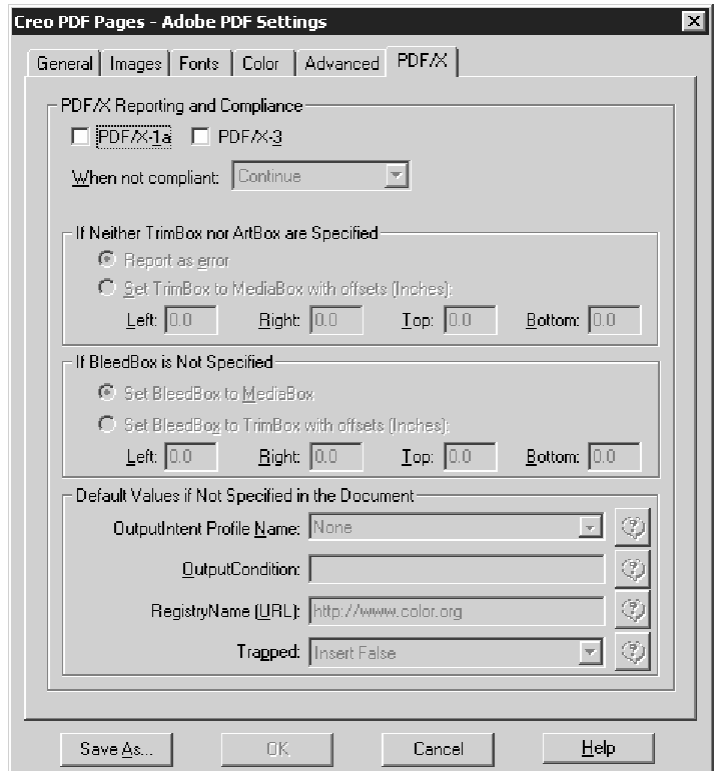 Creo PDF Pages - Adobe PDF Settings
General Images Fonts Color Advanced PDF/X
PDF/X Reporting and Compliance
PDF/X-1a PDF/X-3
When not compliant: Continue
If Neither TrimBox nor ArtBox are Specified
Report as error
Set TrimBox to MediaBox with offsets (Inches):
Left: 0.0 Right: 0.0 Top: 0.0 Bottom: 0.0
If BleedBox is Not Specified
Set BleedBox to MediaBox
Set BleedBox to TrimBox with offsets (Inches):
Left: 0.0 Right: 0.0 Top: 0.0 Bottom: 0.0
Default Values if Not Specified in the Document
OutputIntent Profile Name: None
OutputCondition:
RegistryName (URL): http://www.color.org
Trapped: Insert False
Save As... OK Cancel Help